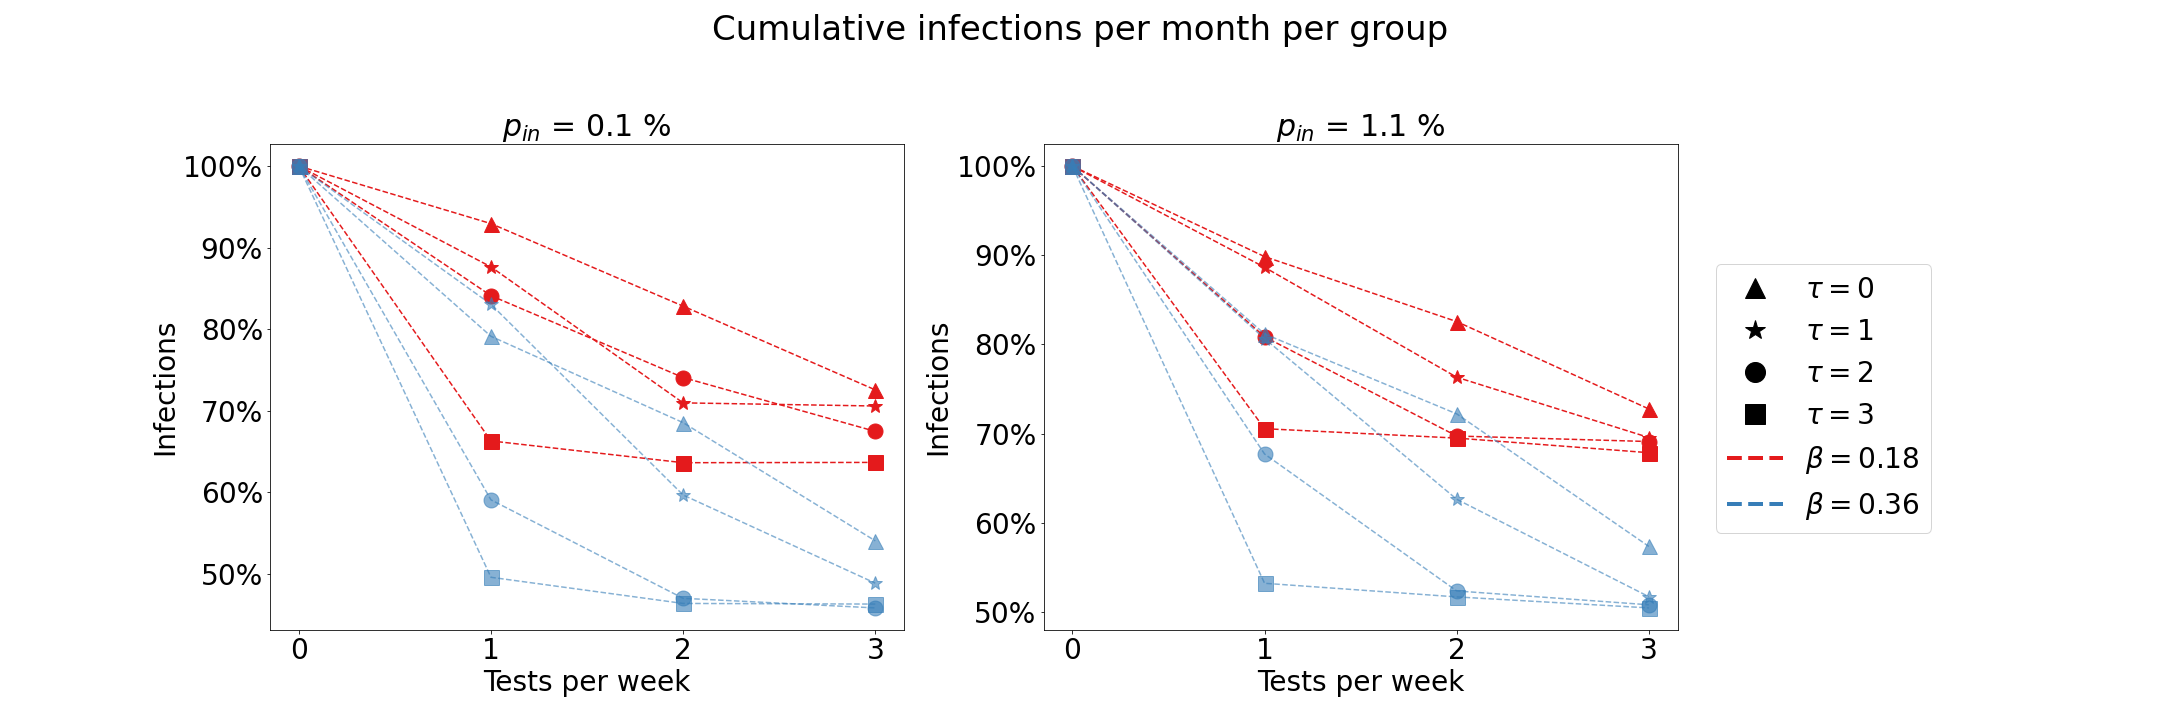 Cumulative infections per month per group
p_in = 0.1 %
100%
90%
80%
70%
60%
50%
Infections
0 1 2 3
Tests per week
p_in = 1.1 %
100%
90%
80%
70%
60%
50%
Infections
0 1 2 3
Tests per week
τ = 0
τ = 1
τ = 2
τ = 3
β = 0.18
β = 0.36